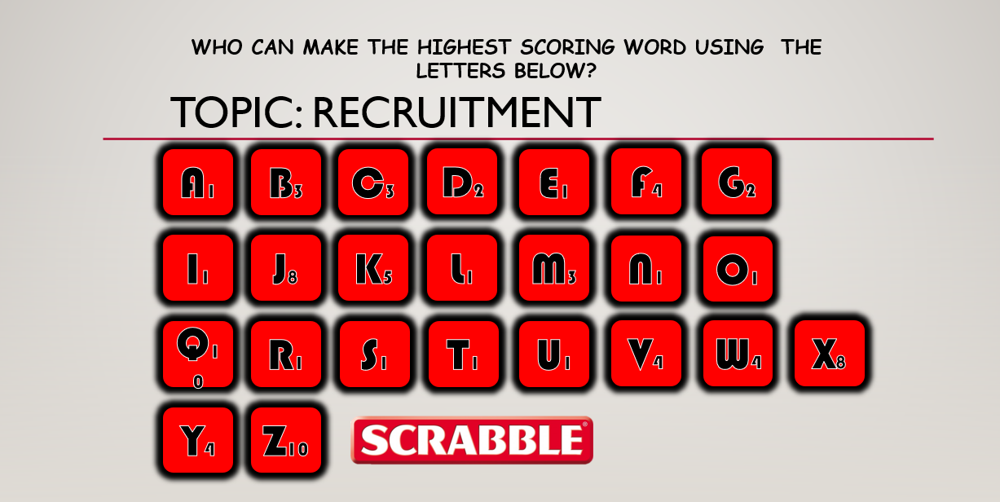 WHO CAN MAKE THE HIGHEST SCORING WORD USING THE
LETTERS BELOW?
TOPIC: RECRUITMENT
A1 B3 C3 D2 E1 F4 G2
I1 J8 K5 L1 M3 N1 O1
Q10 R1 S1 T1 U1 V4 W4 X8
Y4 Z10 SCRABBLE®